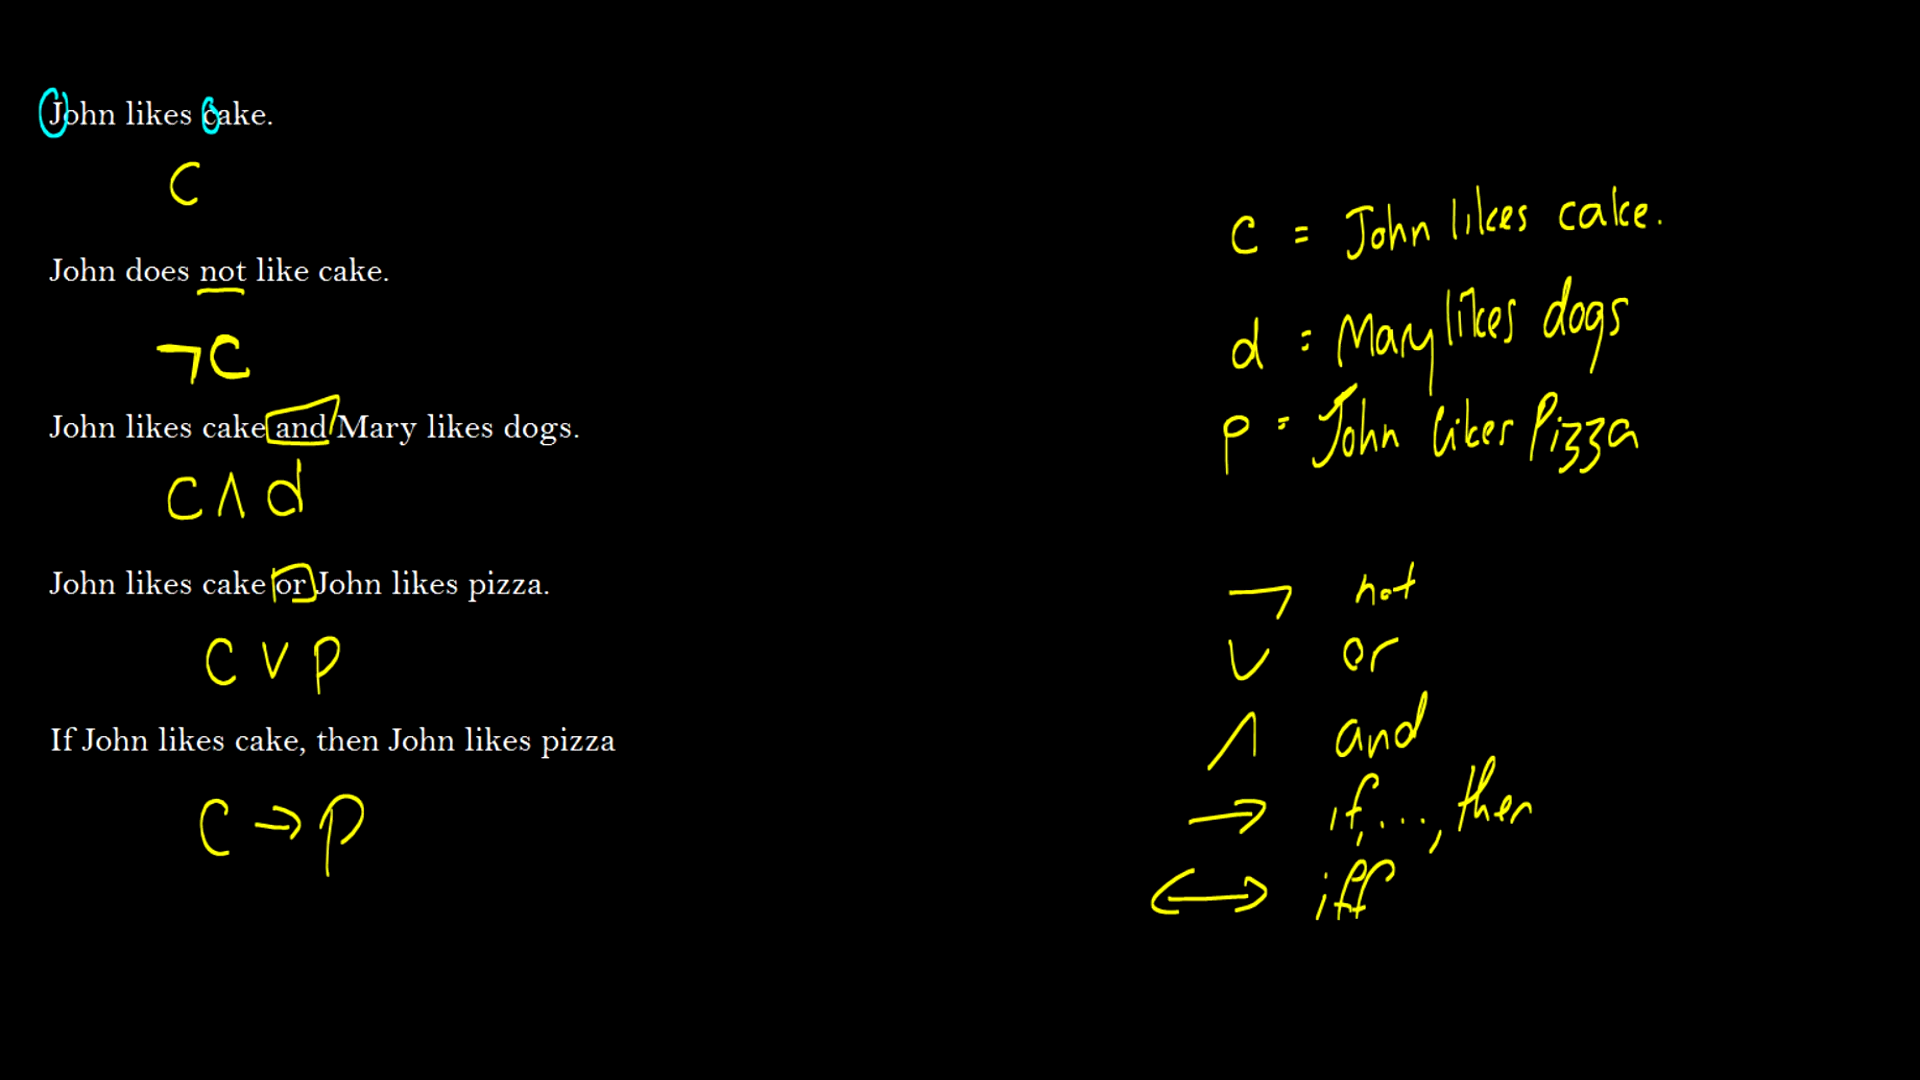 John likes cake.
C
John does not like cake.
¬C
John likes cake and Mary likes dogs.
C ∧ d
John likes cake or John likes pizza.
C ∨ p
If John likes cake, then John likes pizza
C → p
c = John likes cake.
d : Mary likes dogs
p : John likes Pizza
¬ not
∨ or
∧ and
→ if, ..., then
↔ iff